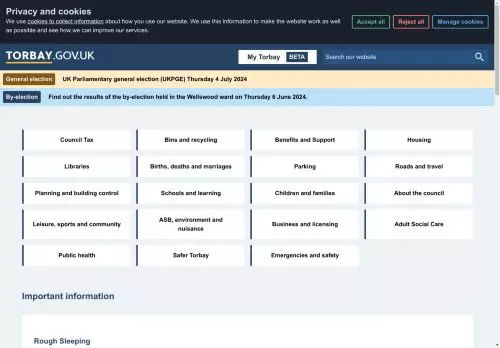 Privacy and cookies
We use cookies to collect information about how you use our website. We use this information to make the website work as well
as possible and see how we can improve our services.
Accept all
Reject all
Manage cookies
TORBAY.GOV.UK
My Torbay BETA
Search our website
General election UK Parliamentary general election (UKPGE) Thursday 4 July 2024
By-election Find out the results of the by-election held in the Wellswood ward on Thursday 6 June 2024.
Council Tax
Bins and recycling
Benefits and Support
Housing
Libraries
Births, deaths and marriages
Parking
Roads and travel
Planning and building control
Schools and learning
Children and families
About the council
Leisure, sports and community
ASB, environment and
nuisance
Business and licensing
Adult Social Care
Public health
Safer Torbay
Emergencies and safety
Important information
Rough Sleeping